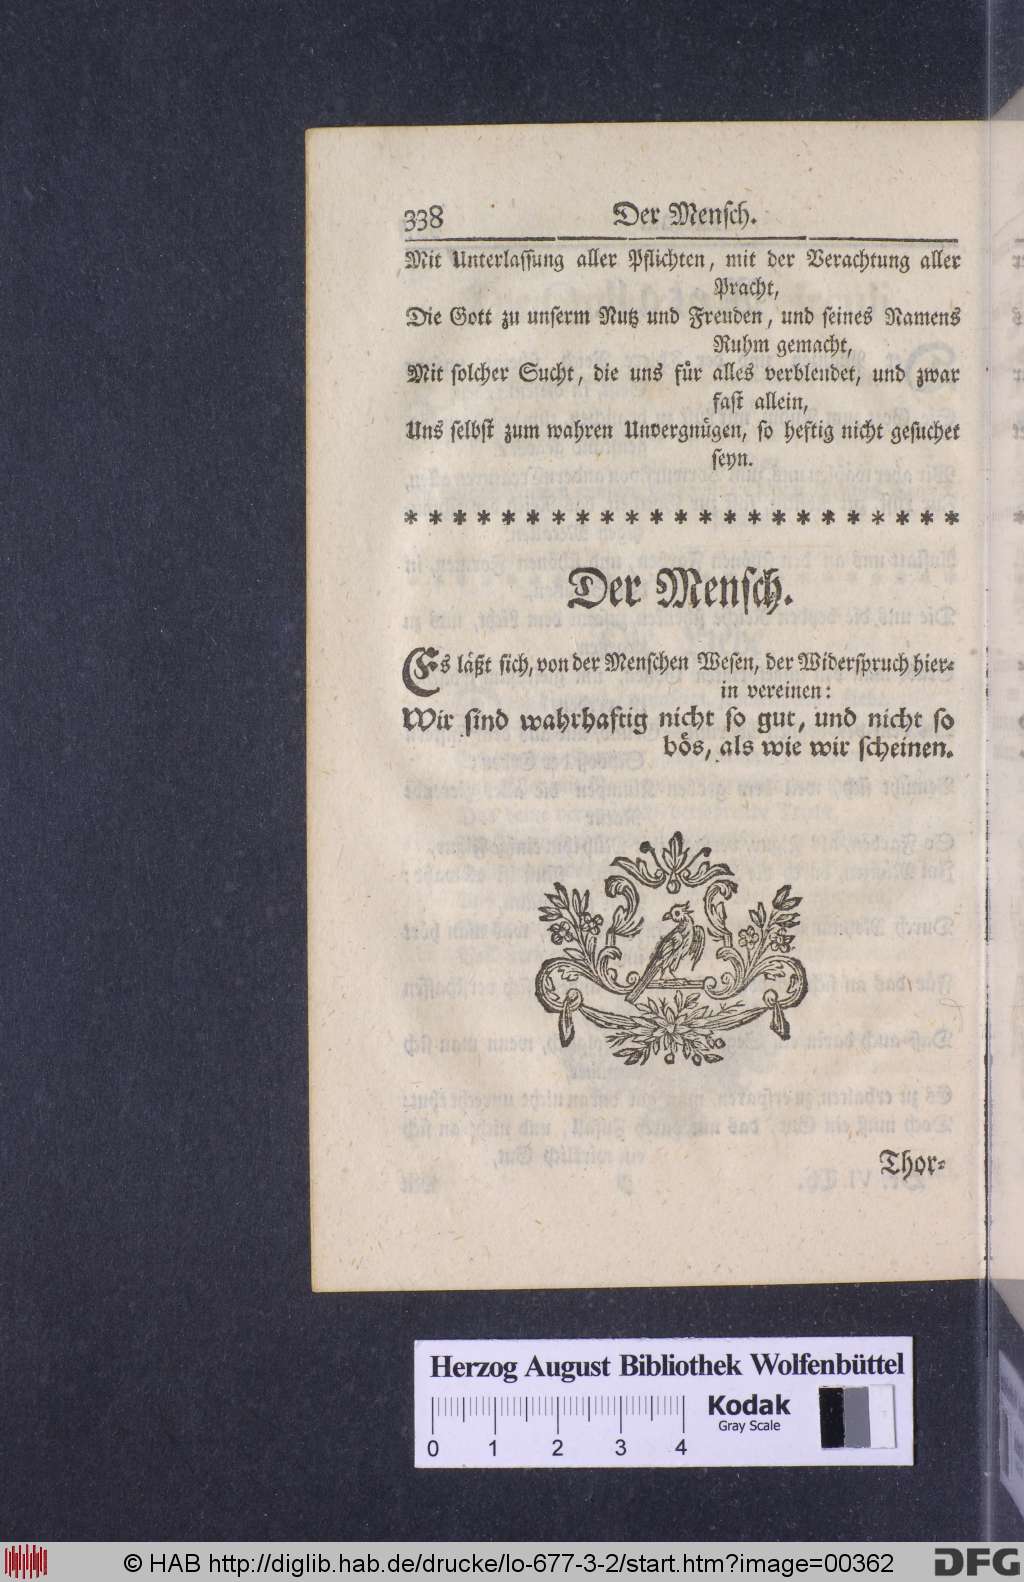 338 Der Mensch.
Mit Unterlassung aller Pflichten, mit der Verachtung aller
Pracht,
Die Gott zu unserm Nutz und Freuden, und seines Namens
Ruhm gemacht,
Mit solcher Sucht, die uns für alles verblendet, und zwar
fast allein,
Uns selbst zum wahren Unvergnügen, so heftig nicht gesuchet
seyn.
* * * * * * * * * * * * * * * * * * * * * * *
Der Mensch.
Es läßt sich, von der Menschen Wesen, der Widerspruch hier-
in vereinen:
Wir sind wahrhaftig nicht so gut, und nicht so
bös, als wie wir scheinen.
Thor-
Herzog August Bibliothek Wolfenbüttel
Kodak
Gray Scale
0 1 2 3 4
© HAB http://diglib.hab.de/drucke/lo-677-3-2/start.htm?image=00362
DFG